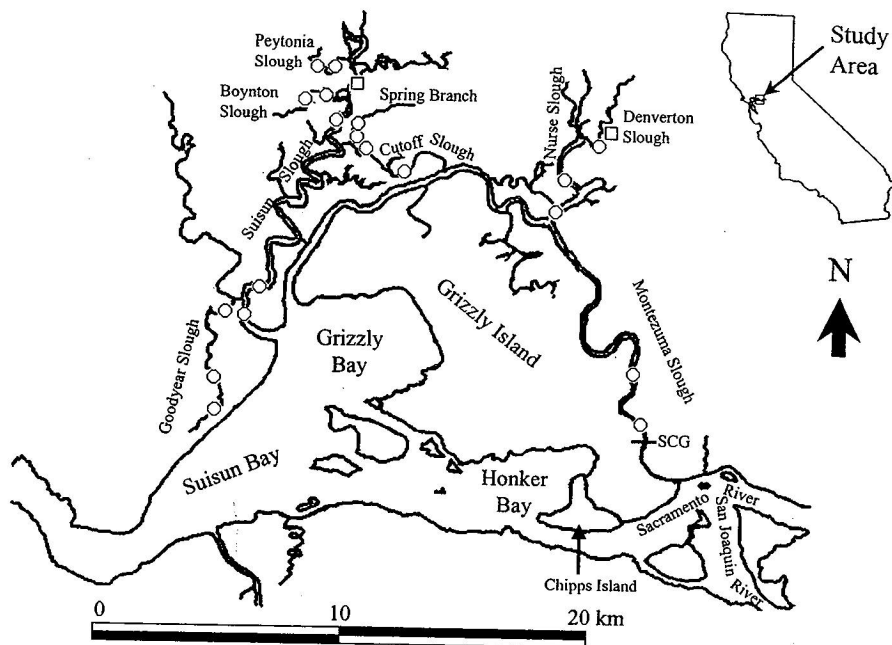 Peytonia
Slough
Boynton
Slough
Spring Branch
Cutoff Slough
Suisun Slough
Nurse Slough
Denverton
Slough
Study
Area
N
Goodyear Slough
Grizzly
Bay
Grizzly Island
Montezuma Slough
SCG
Suisun Bay
Honker
Bay
Sacramento River
San Joaquin River
Chipps Island
0
10
20 km